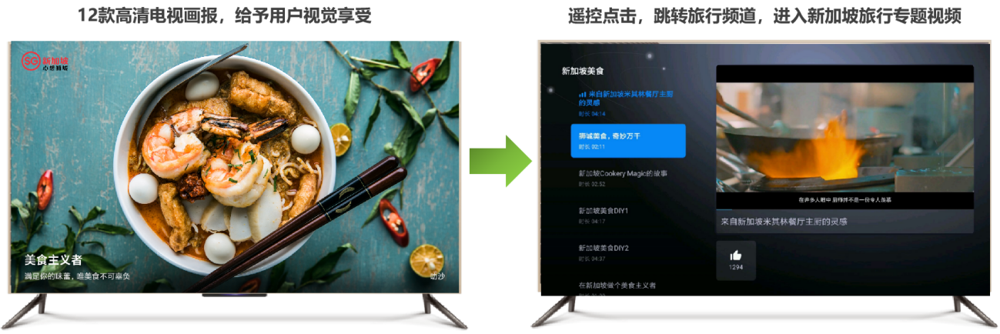 12款高清电视画报，给予用户视觉享受
遥控点击，跳转旅行频道，进入新加坡旅行专题视频
SG 新加坡
心想狮城
美食主义者
满足你的味蕾，唯美食不可辜负
叻沙
新加坡美食
来自新加坡米其林餐厅主厨
的灵感
时长 04:14
狮城美食，奇妙万千
时长 02:11
新加坡Cookery Magic的故事
时长 02:52
新加坡美食DIY1
时长 04:17
新加坡美食DIY2
时长 04:37
在新加坡做个美食主义者
在许多人眼中 厨师并不是一份令人羡慕
来自新加坡米其林餐厅主厨的灵感
1294